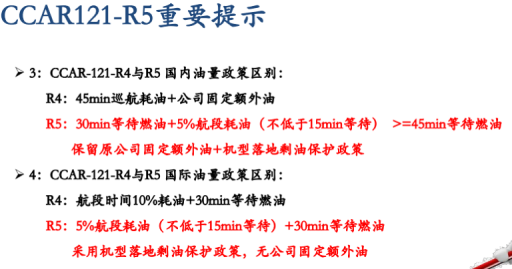 CCAR121-R5重要提示
➢ 3：CCAR-121-R4与R5 国内油量政策区别：
R4：45min巡航耗油+公司固定额外油
R5：30min等待燃油+5%航段耗油（不低于15min等待） >=45min等待燃油
保留原公司固定额外油+机型落地剩油保护政策
➢ 4：CCAR-121-R4与R5 国际油量政策区别：
R4：航段时间10%耗油+30min等待燃油
R5：5%航段耗油（不低于15min等待）+30min等待燃油
采用机型落地剩油保护政策，无公司固定额外油